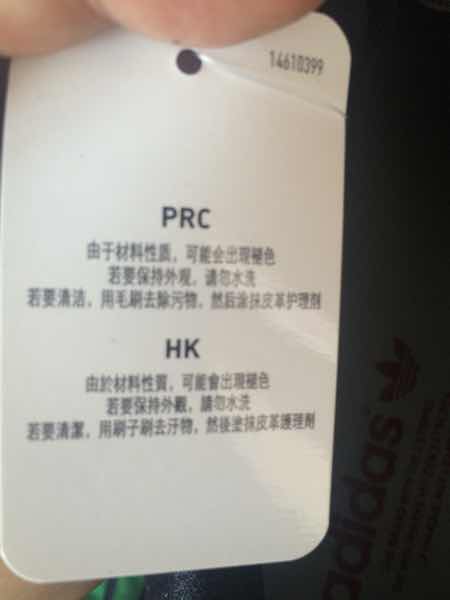 14610399
PRC
由于材料性质，可能会出现褪色
若要保持外观，请勿水洗
若要清洁，用毛刷去除污物，然后涂抹皮革护理剂
HK
由於材料性質，可能會出現褪色
若要保持外觀，請勿水洗
若要清潔，用刷子刷去汙物，然後塗抹皮革護理劑
adidas